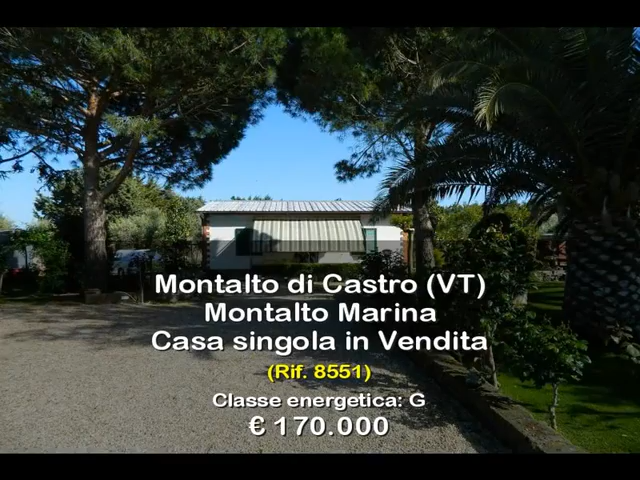 Montalto di Castro (VT)
Montalto Marina
Casa singola in Vendita
(Rif. 8551)
Classe energetica: G
€ 170.000